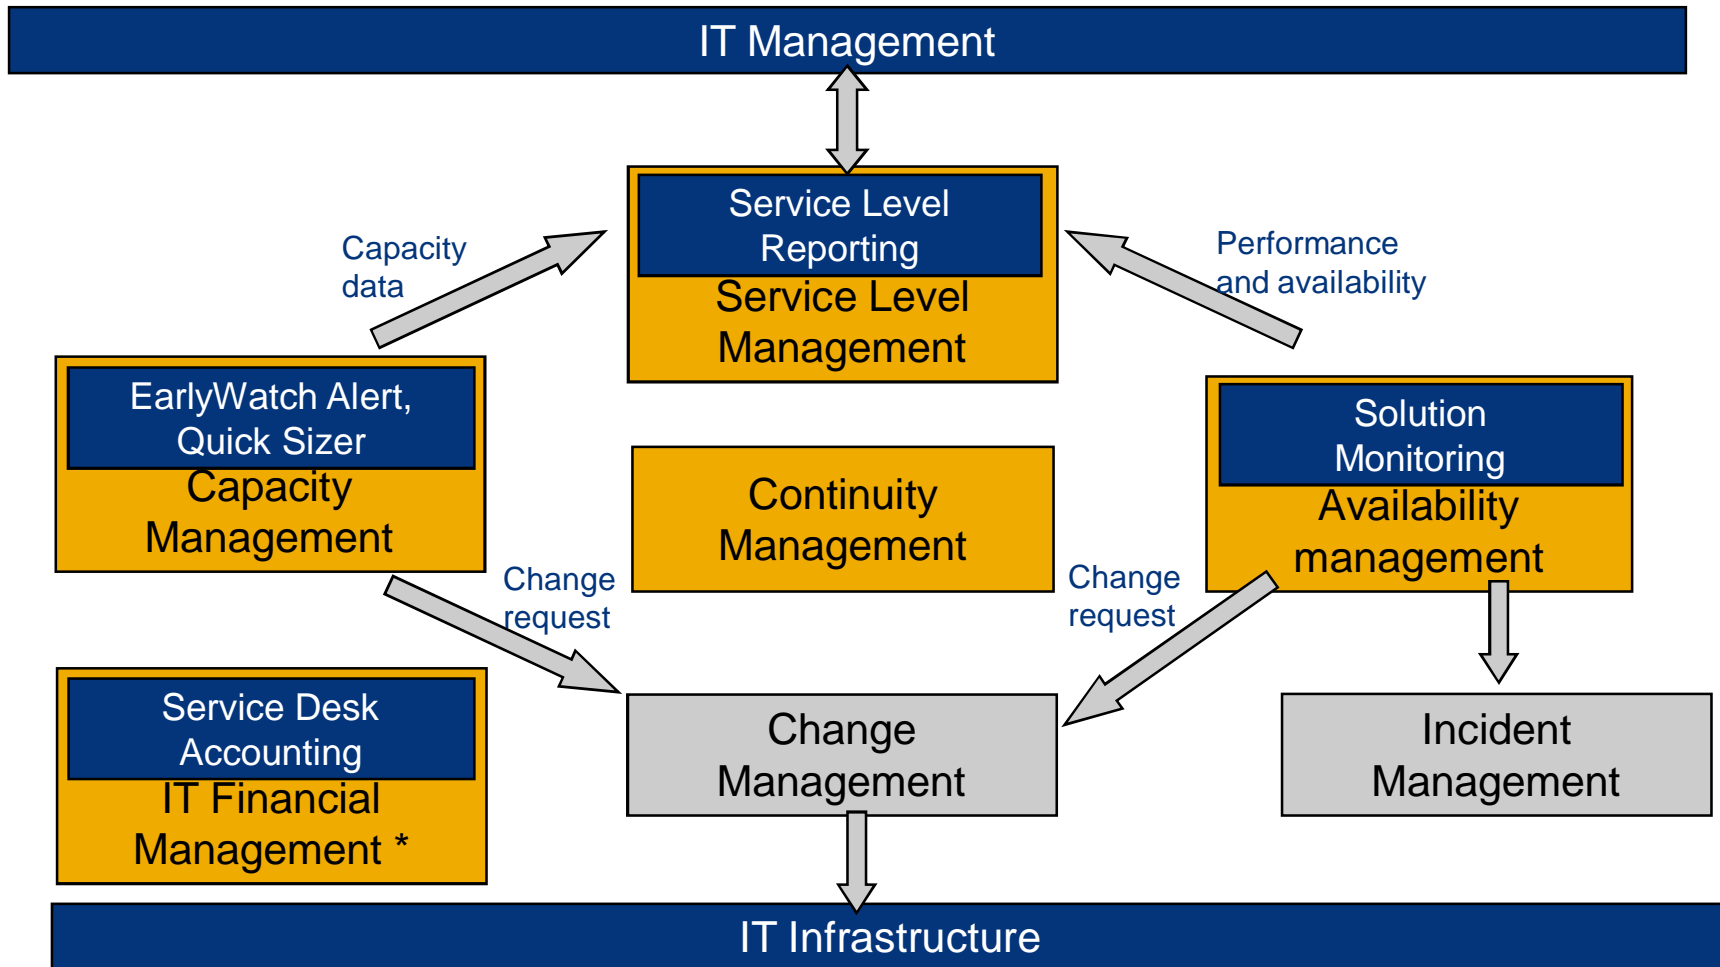 IT Management
Service Level
Reporting
Service Level
Management
Capacity
data
Performance
and availability
EarlyWatch Alert,
Quick Sizer
Capacity
Management
Continuity
Management
Solution
Monitoring
Availability
management
Change
request
Change
request
Service Desk
Accounting
IT Financial
Management *
Change
Management
Incident
Management
IT Infrastructure